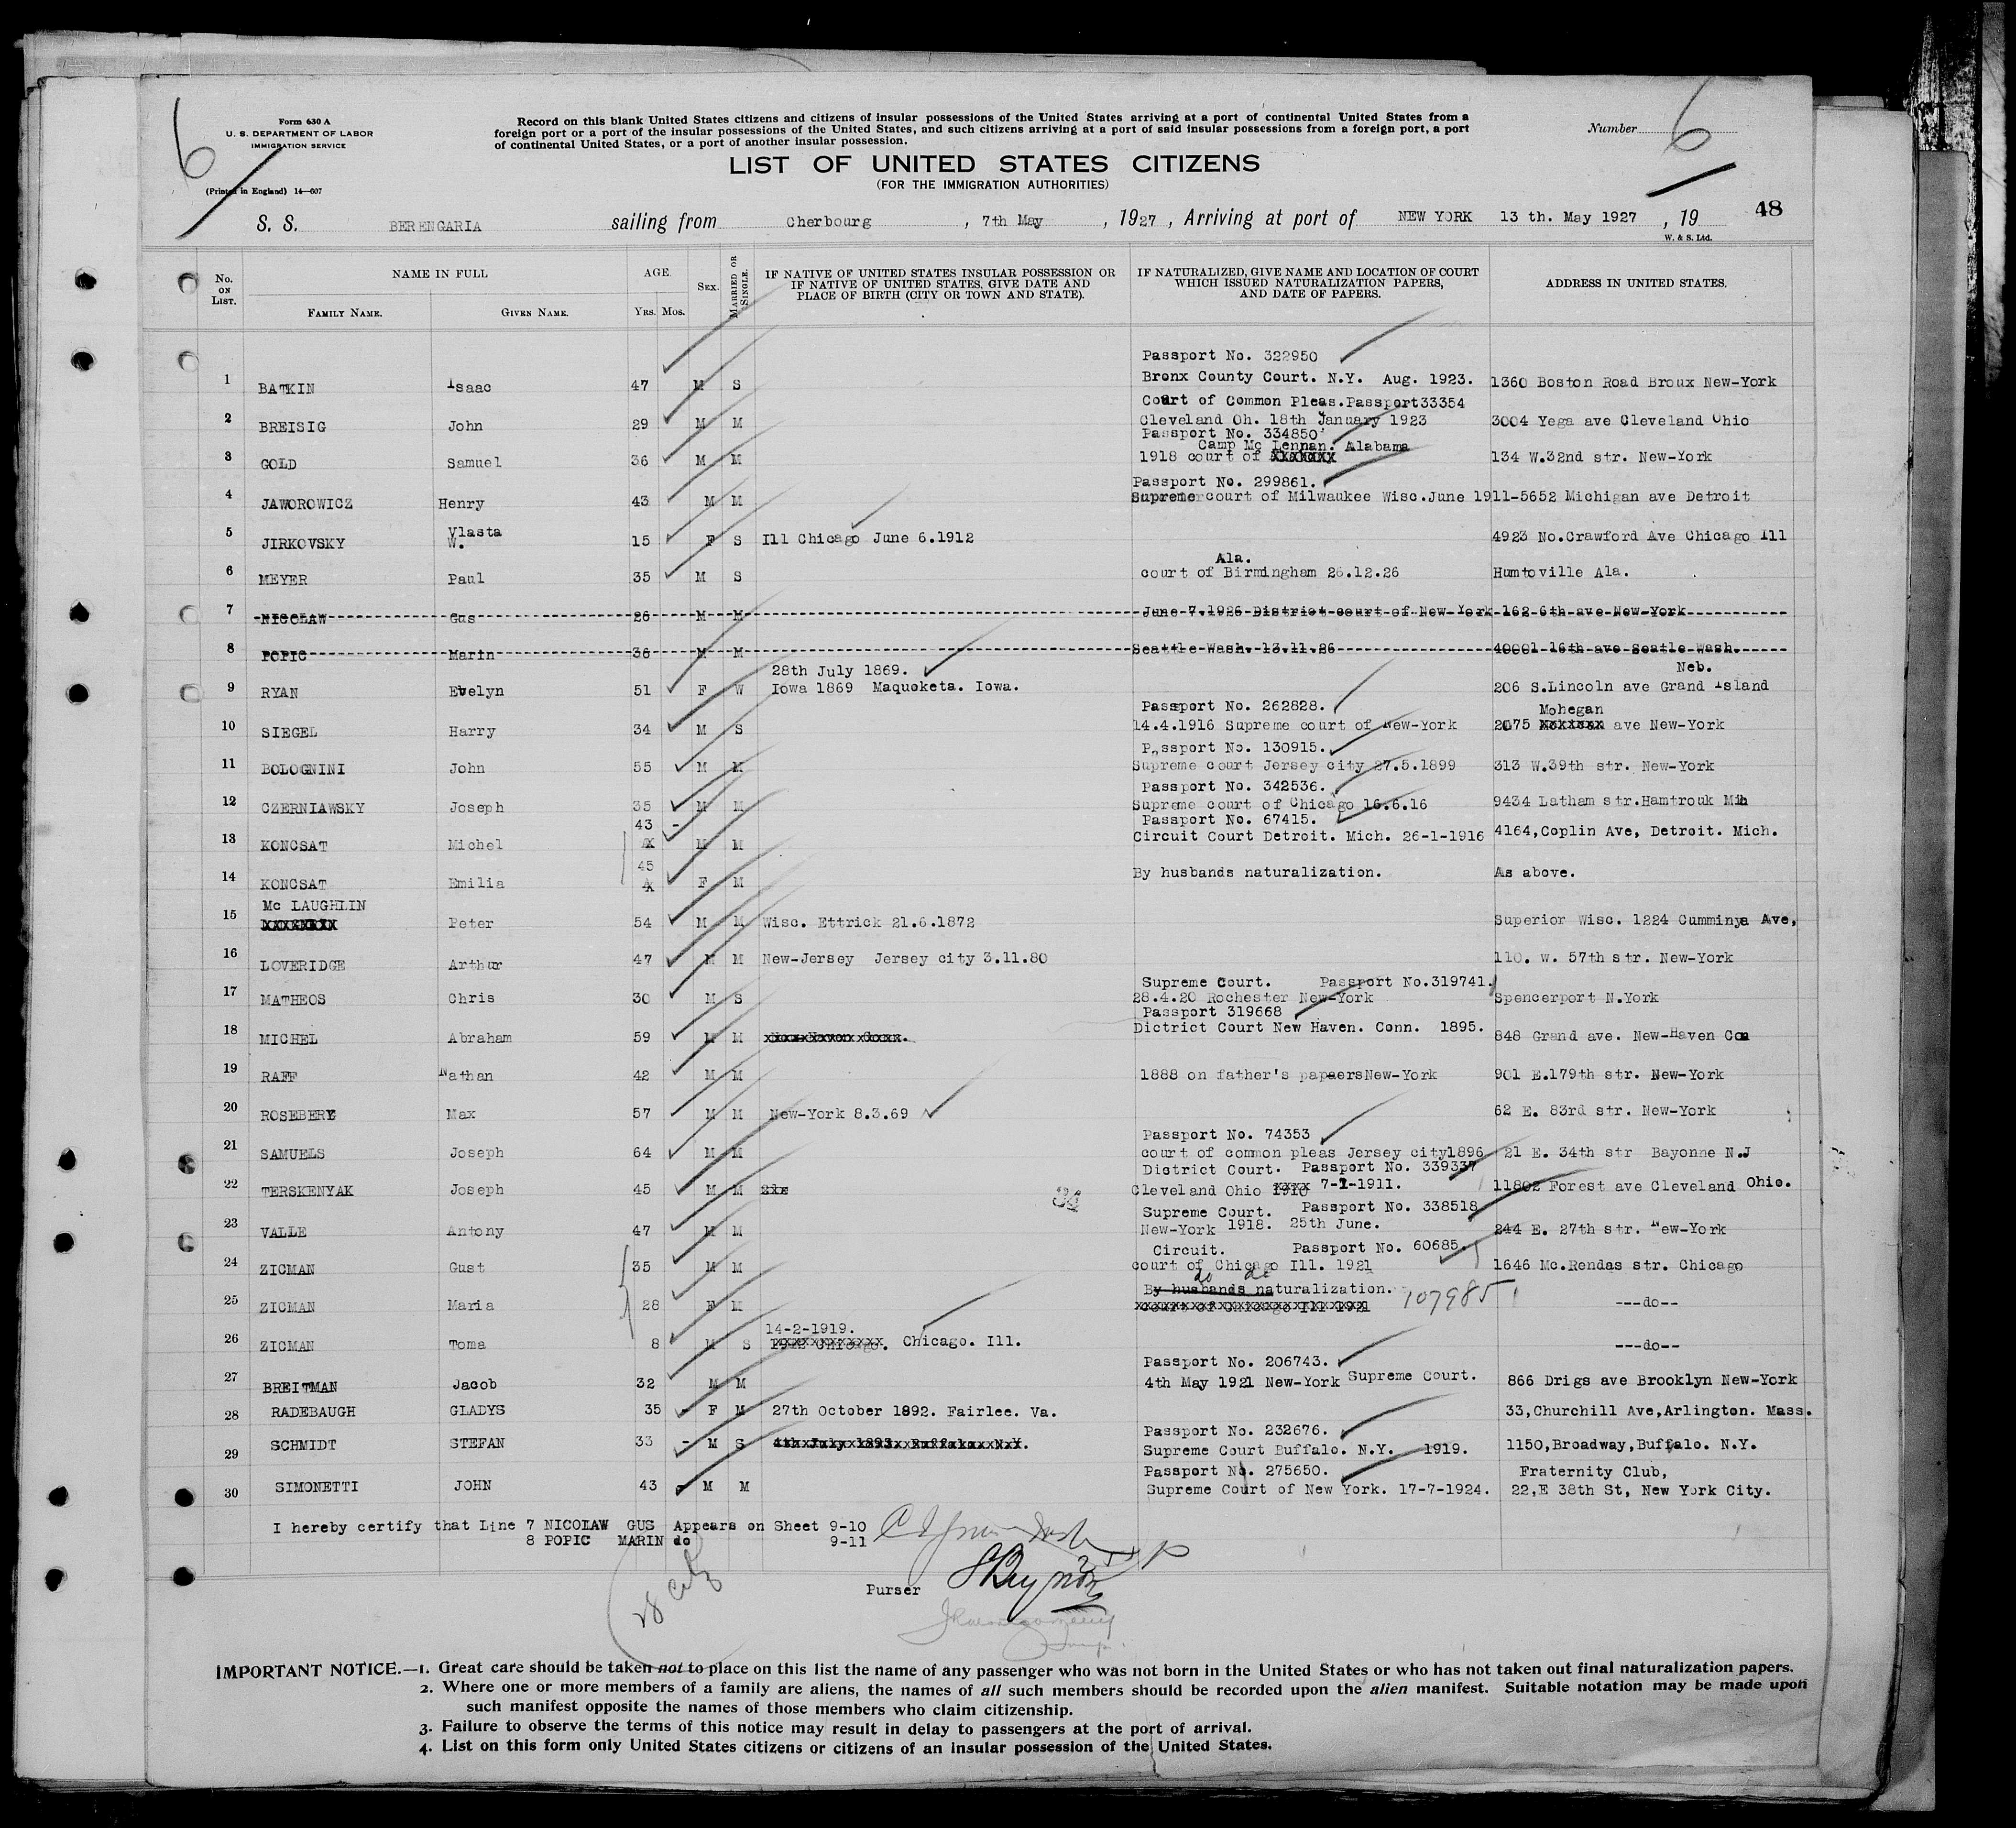 6
Form 630 A
U. S. DEPARTMENT OF LABOR
IMMIGRATION SERVICE
(Printed in England) 14—607
Record on this blank United States citizens and citizens of insular possessions of the United States arriving at a port of continental United States from a
foreign port or a port of the insular possessions of the United States, and such citizens arriving at a port of said insular possessions from a foreign port, a port
of continental United States, or a port of another insular possession.
Number 6
LIST OF UNITED STATES CITIZENS
(FOR THE IMMIGRATION AUTHORITIES)
48
S. S. BERENGARIA sailing from Cherbourg , 7th May , 1927 , Arriving at port of NEW YORK 13 th. May 1927 , 19
W. & S. Ltd.
No. ON LIST.
NAME IN FULL
FAMILY NAME. GIVEN NAME.
AGE.
YRS. MOS.
SEX.
MARRIED OR SINGLE.
IF NATIVE OF UNITED STATES INSULAR POSSESSION OR
IF NATIVE OF UNITED STATES, GIVE DATE AND
PLACE OF BIRTH (CITY OR TOWN AND STATE).
IF NATURALIZED, GIVE NAME AND LOCATION OF COURT
WHICH ISSUED NATURALIZATION PAPERS,
AND DATE OF PAPERS.
ADDRESS IN UNITED STATES.
Passport No. 322950
1 BATKIN Isaac 47 M S Bronx County Court. N.Y. Aug. 1923. 1360 Boston Road Broux New-York
Court of Common Pleas.Passport33354
2 BREISIG John 29 M M Cleveland Oh. 18th January 1923 3004 Yega ave Cleveland Ohio
Passport No. 334850
Camp Mc Lennan. Alabama
3 GOLD Samuel 36 M M 1918 court of 134 W.32nd str. New-York
Passport No. 299861.
4 JAWOROWICZ Henry 43 M M Supreme court of Milwaukee Wisc.June 1911-5652 Michigan ave Detroit
5 JIRKOVSKY Vlasta W. 15 F S Ill Chicago June 6.1912 4923 No.Crawford Ave Chicago Ill
Ala.
6 MEYER Paul 35 M S court of Birmingham 26.12.26 Humtoville Ala.
7 NICOLAW Gus 26 M M June 7.1926 District court of New York 162 6th ave New-York
8 POPIC Marin 36 M M Seattle Wash. 13.11.26 40001 16th ave Seatle Wash.
28th July 1869. Neb.
9 RYAN Evelyn 51 F W Iowa 1869 Maquoketa. Iowa. 206 S.Lincoln ave Grand Island
Passport No. 262828. Mohegan
10 SIEGEL Harry 34 M S 14.4.1916 Supreme court of New-York 2075 ave New-York
Passport No. 130915.
11 BOLOGNINI John 55 M M Supreme court Jersey city 27.5.1899 313 W.39th str. New-York
Passport No. 342536.
12 CZERNIAWSKY Joseph 35 M M Supreme court of Chicago 16.6.16 9434 Latham str.Hamtrouk Mih
43 - Passport No. 67415.
13 KONCSAT Michel M M Circuit Court Detroit. Mich. 26-1-1916 4164,Coplin Ave, Detroit. Mich.
45
14 KONCSAT Emilia F M By husbands naturalization. As above.
Mc LAUGHLIN
15 Peter 54 M M Wisc. Ettrick 21.6.1872 Superior Wisc. 1224 Cumminya Ave,
16 LOVERIDGE Arthur 47 M M New-Jersey Jersey city 3.11.80 110. w. 57th str. New-York
Supreme Court. Passport No.319741.
17 MATHEOS Chris 30 M S 28.4.20 Rochester New-York Spencerport N.York
Passport 319668
18 MICHEL Abraham 59 M M District Court New Haven. Conn. 1895. 848 Grand ave. New-Haven Con
19 RAFF Nathan 42 M M 1888 on father's papaersNew-York 901 E.179th str. New-York
20 ROSEBERY Max 57 M M New-York 8.3.69 62 E. 83rd str. New-York
Passport No. 74353
21 SAMUELS Joseph 64 M M court of common pleas Jersey city1896 21 E. 34th str Bayonne N.J
District Court. Passport No. 339337
22 TERSKENYAK Joseph 45 M M Cleveland Ohio 1910 7-1-1911. 11802 Forest ave Cleveland Ohio.
Supreme Court. Passport No. 338518
23 VALLE Antony 47 M M New-York 1918. 25th June. 244 E. 27th str. New-York
Circuit. Passport No. 60685.
24 ZICMAN Gust 35 M M court of Chicago Ill. 1921 1646 Mc.Rendas str. Chicago
do do
25 ZICMAN Maria 28 F M By husbands naturalization. 107985 ---do--
court of Chicago Ill 1921
14-2-1919.
26 ZICMAN Toma 8 M S Chicago. Ill. ---do--
Passport No. 206743.
27 BREITMAN Jacob 32 M M 4th May 1921 New-York Supreme Court. 866 Drigs ave Brooklyn New-York
28 RADEBAUGH GLADYS 35 - F M 27th October 1892. Fairlee. Va. 33,Churchill Ave,Arlington. Mass.
Passport No. 232676.
29 SCHMIDT STEFAN 33 - M S 4th July 1893. Buffalo. N.Y. Supreme Court Buffalo. N.Y. 1919. 1150,Broadway,Buffalo. N.Y.
Passport No. 275650. Fraternity Club,
30 SIMONETTI JOHN 43 - M M Supreme Court of New York. 17-7-1924. 22,E 38th St, New York City.
I hereby certify that Line 7 NICOLAW GUS Appears on Sheet 9-10
8 POPIC MARIN do 9-11
Purser
IMPORTANT NOTICE.—1. Great care should be taken not to place on this list the name of any passenger who was not born in the United States or who has not taken out final naturalization papers.
2. Where one or more members of a family are aliens, the names of all such members should be recorded upon the alien manifest. Suitable notation may be made upon
such manifest opposite the names of those members who claim citizenship.
3. Failure to observe the terms of this notice may result in delay to passengers at the port of arrival.
4. List on this form only United States citizens or citizens of an insular possession of the United States.